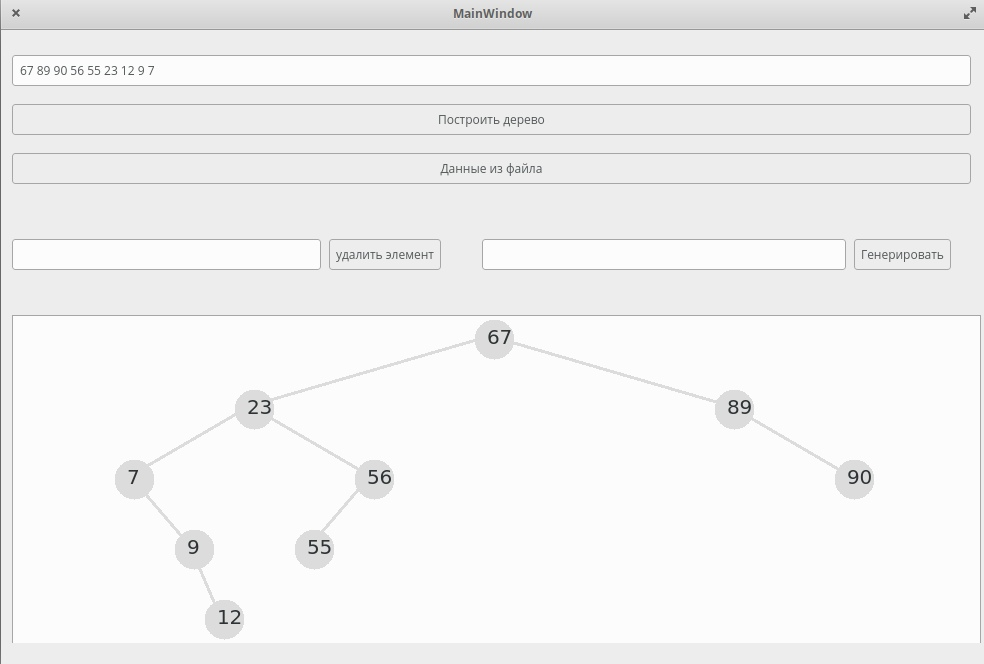 MainWindow
67 89 90 56 55 23 12 9 7
Построить дерево
Данные из файла
удалить элемент Генерировать
67
23 89
7 56 90
9 55
12